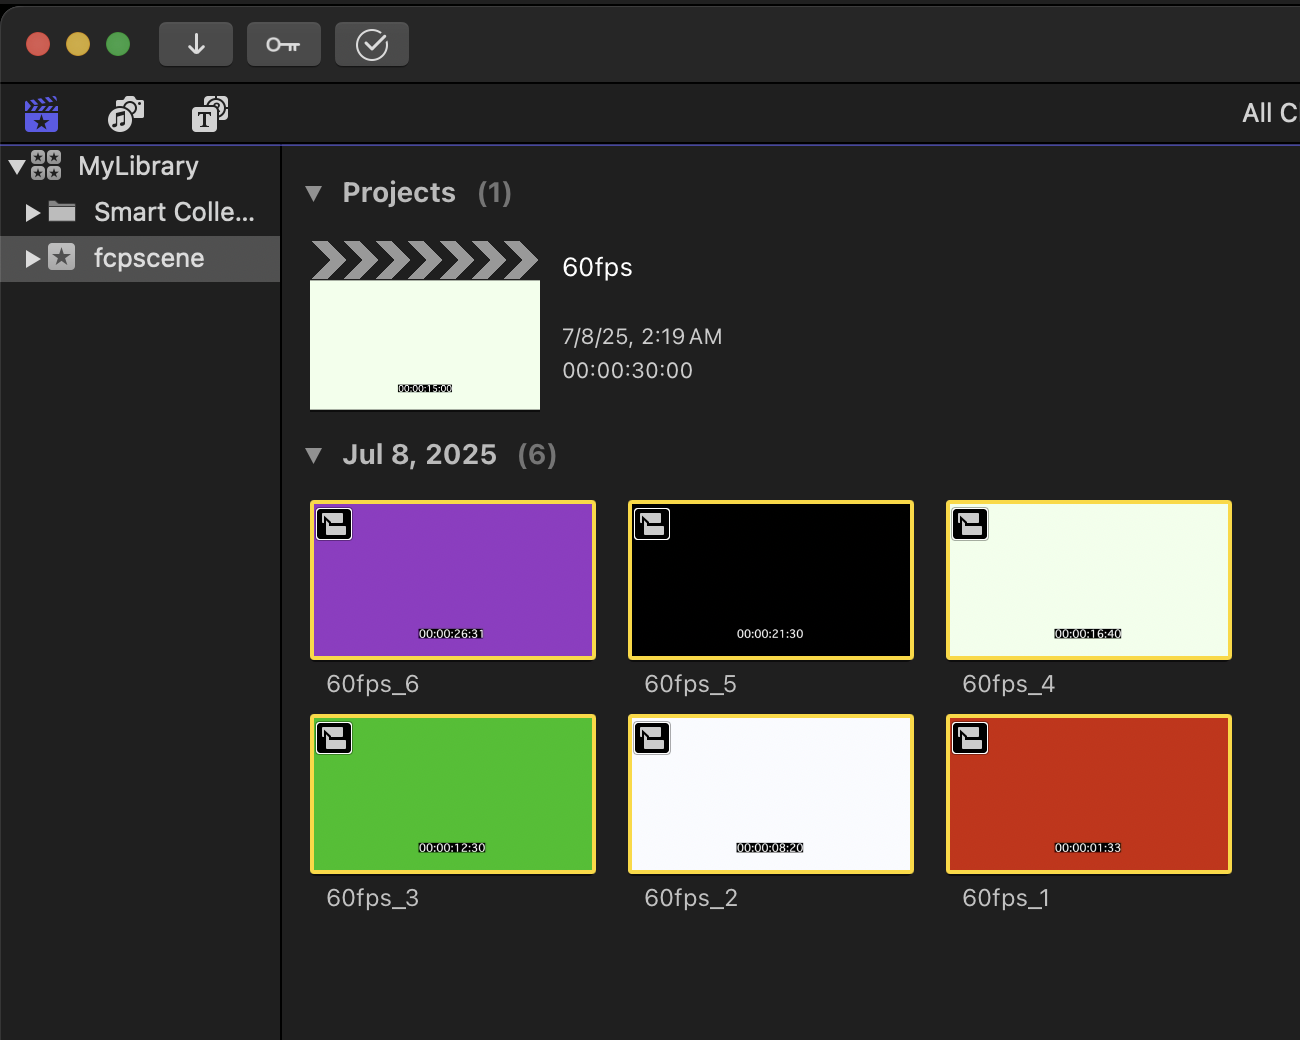 All C
MyLibrary
Smart Colle...
fcpscene
Projects (1)
60fps
7/8/25, 2:19 AM
00:00:30:00
00:00:15:00
Jul 8, 2025 (6)
00:00:26:31
00:00:21:30
00:00:16:40
60fps_6
60fps_5
60fps_4
00:00:12:30
00:00:08:20
00:00:01:33
60fps_3
60fps_2
60fps_1